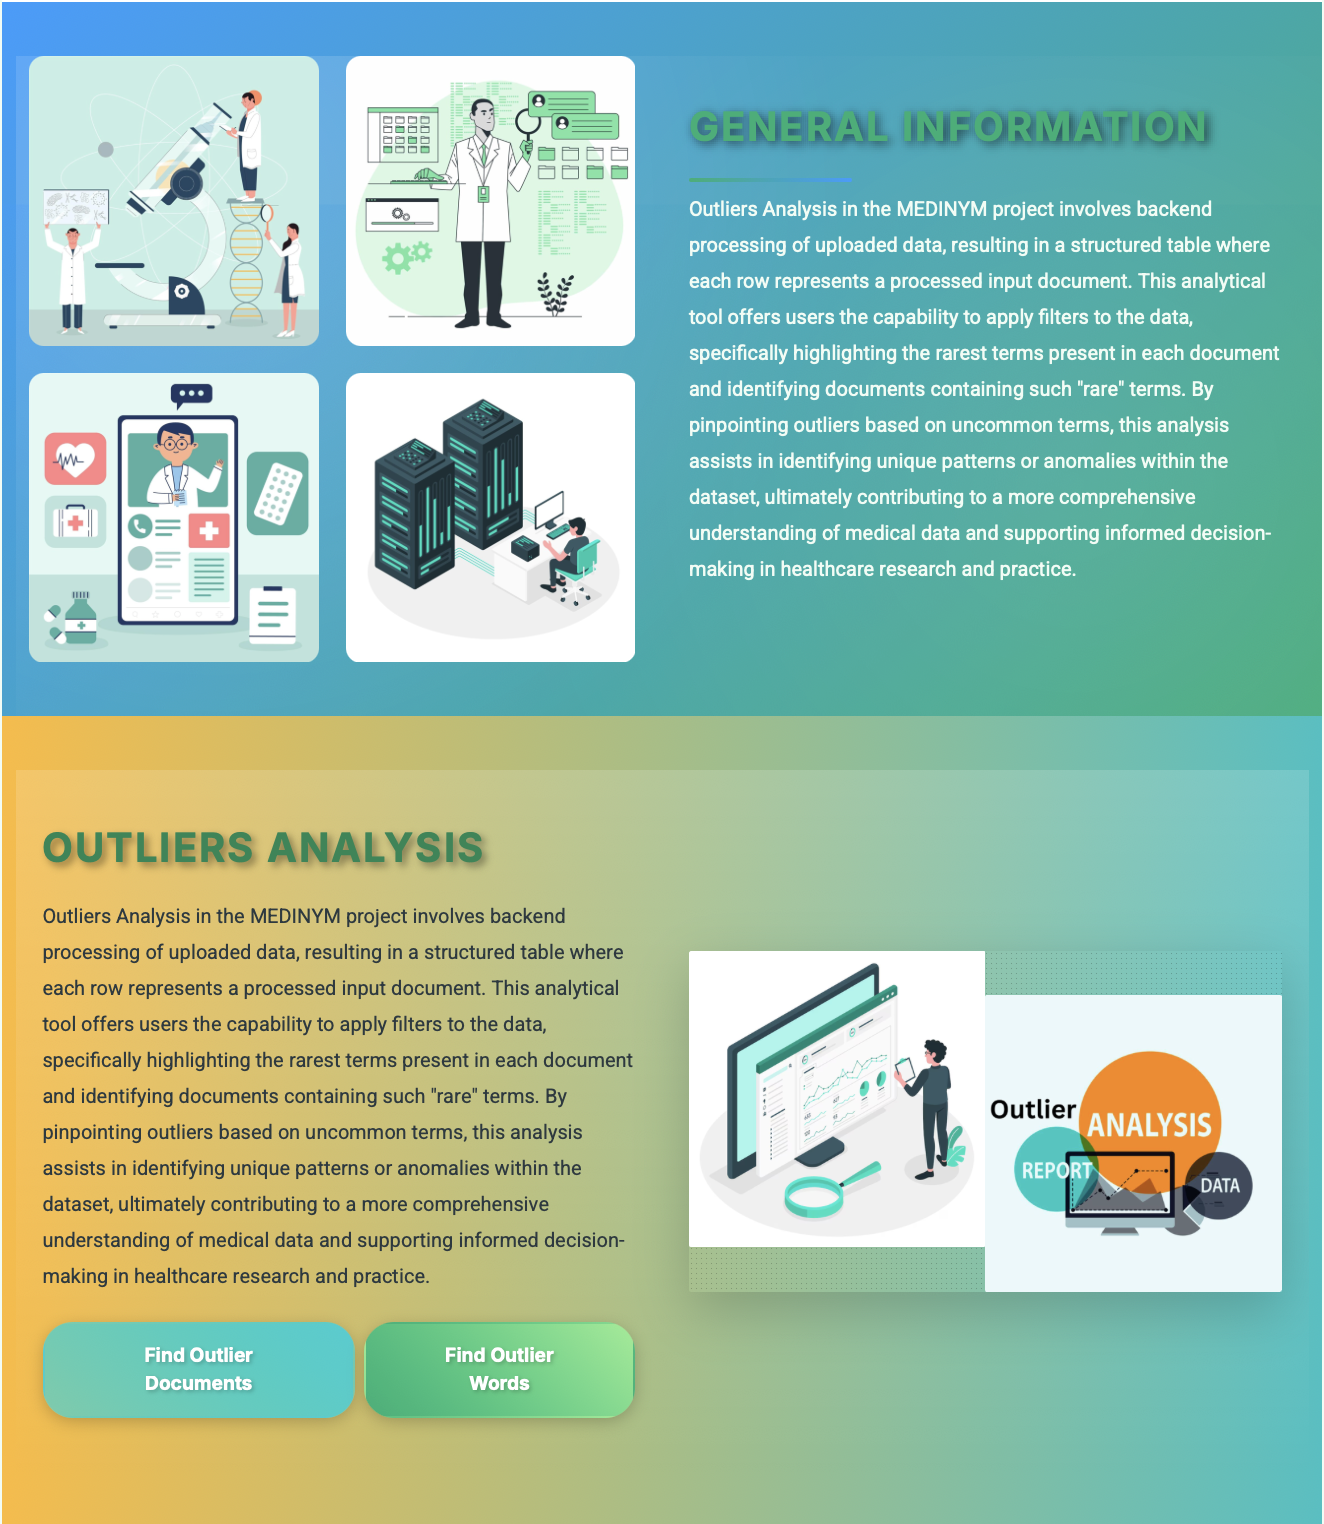 GENERAL INFORMATION
Outliers Analysis in the MEDINYM project involves backend
processing of uploaded data, resulting in a structured table where
each row represents a processed input document. This analytical
tool offers users the capability to apply filters to the data,
specifically highlighting the rarest terms present in each document
and identifying documents containing such "rare" terms. By
pinpointing outliers based on uncommon terms, this analysis
assists in identifying unique patterns or anomalies within the
dataset, ultimately contributing to a more comprehensive
understanding of medical data and supporting informed decision-
making in healthcare research and practice.
OUTLIERS ANALYSIS
Outliers Analysis in the MEDINYM project involves backend
processing of uploaded data, resulting in a structured table where
each row represents a processed input document. This analytical
tool offers users the capability to apply filters to the data,
specifically highlighting the rarest terms present in each document
and identifying documents containing such "rare" terms. By
pinpointing outliers based on uncommon terms, this analysis
assists in identifying unique patterns or anomalies within the
dataset, ultimately contributing to a more comprehensive
understanding of medical data and supporting informed decision-
making in healthcare research and practice.
Find Outlier
Documents
Find Outlier
Words
Outlier
ANALYSIS
REPORT
DATA